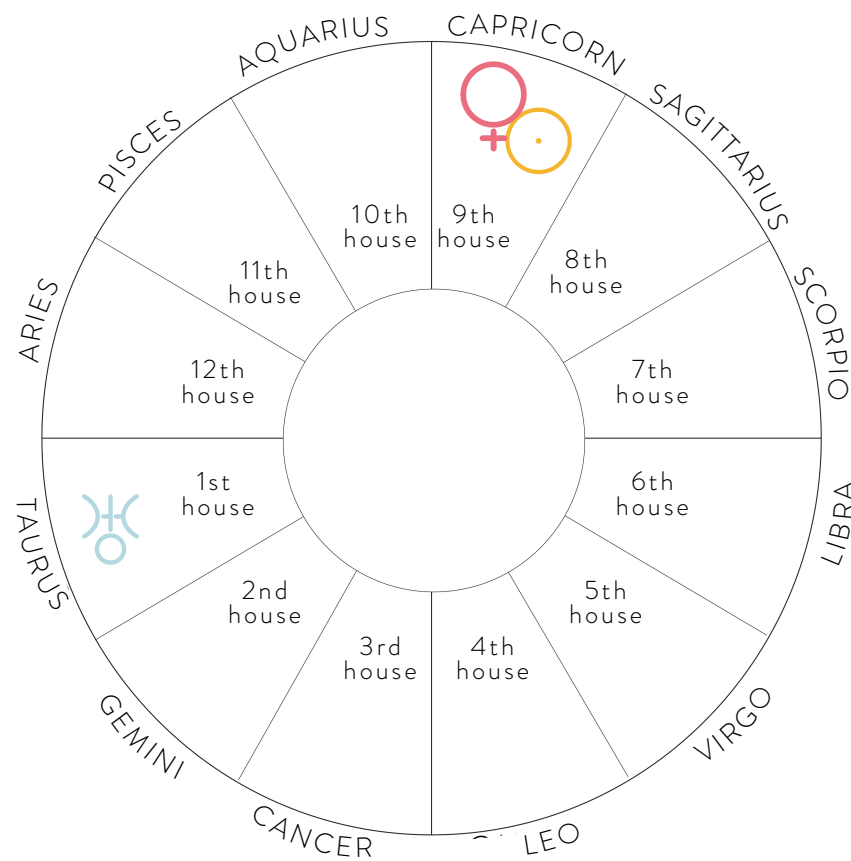 CAPRICORN
SAGITTARIUS
SCORPIO
LIBRA
VIRGO
LEO
CANCER
GEMINI
TAURUS
ARIES
PISCES
AQUARIUS
10th
house
9th
house
8th
house
7th
house
6th
house
5th
house
4th
house
3rd
house
2nd
house
1st
house
12th
house
11th
house